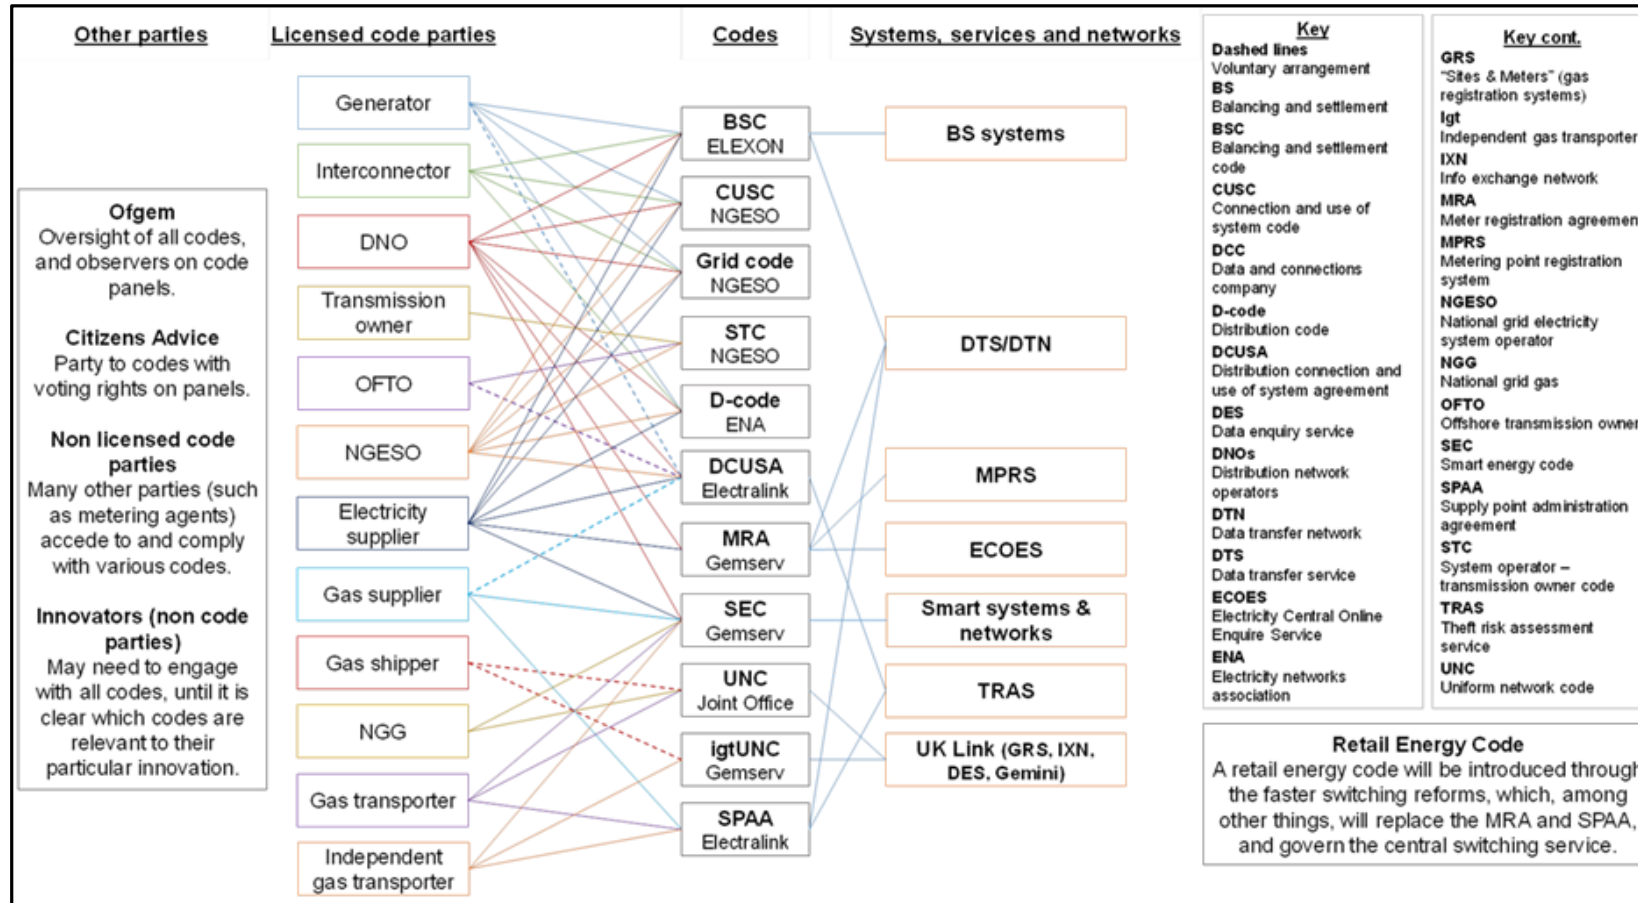 Other parties
Licensed code parties
Codes
Systems, services and networks
Ofgem
Oversight of all codes,
and observers on code
panels.
Citizens Advice
Party to codes with
voting rights on panels.
Non licensed code
parties
Many other parties (such
as metering agents)
accede to and comply
with various codes.
Innovators (non code
parties)
May need to engage
with all codes, until it is
clear which codes are
relevant to their
particular innovation.
Generator
Interconnector
DNO
Transmission
owner
OFTO
NGESO
Electricity
supplier
Gas supplier
Gas shipper
NGG
Gas transporter
Independent
gas transporter
BSC
ELEXON
CUSC
NGESO
Grid code
NGESO
STC
NGESO
D-code
ENA
DCUSA
Electralink
MRA
Gemserv
SEC
Gemserv
UNC
Joint Office
igtUNC
Gemserv
SPAA
Electralink
BS systems
DTS/DTN
MPRS
ECOES
Smart systems &
networks
TRAS
UK Link (GRS, IXN,
DES, Gemini)
Key
Dashed lines
Voluntary arrangement
BS
Balancing and settlement
BSC
Balancing and settlement
code
CUSC
Connection and use of
system code
DCC
Data and connections
company
D-code
Distribution code
DCUSA
Distribution connection and
use of system agreement
DES
Data enquiry service
DNOs
Distribution network
operators
DTN
Data transfer network
DTS
Data transfer service
ECOES
Electricity Central Online
Enquire Service
ENA
Electricity networks
association
Key cont.
GRS
"Sites & Meters" (gas
registration systems)
Igt
Independent gas transporter
IXN
Info exchange network
MRA
Meter registration agreemen
MPRS
Metering point registration
system
NGESO
National grid electricity
system operator
NGG
National grid gas
OFTO
Offshore transmission owner
SEC
Smart energy code
SPAA
Supply point administration
agreement
STC
System operator –
transmission owner code
TRAS
Theft risk assessment
service
UNC
Uniform network code
Retail Energy Code
A retail energy code will be introduced through
the faster switching reforms, which, among
other things, will replace the MRA and SPAA,
and govern the central switching service.